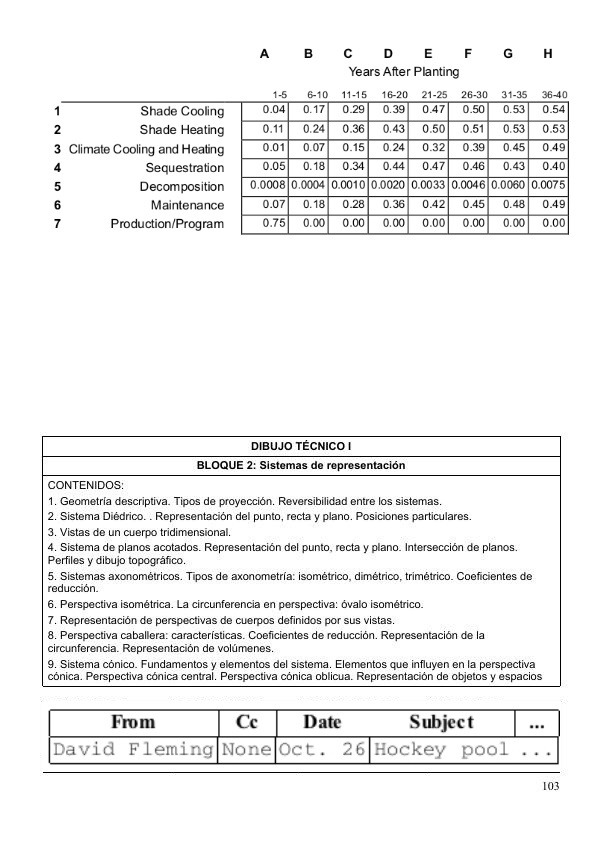 A B C D E F G H
Years After Planting
1-5 6-10 11-15 16-20 21-25 26-30 31-35 36-40
1 Shade Cooling 0.04 0.17 0.29 0.39 0.47 0.50 0.53 0.54
2 Shade Heating 0.11 0.24 0.36 0.43 0.50 0.51 0.53 0.53
3 Climate Cooling and Heating 0.01 0.07 0.15 0.24 0.32 0.39 0.45 0.49
4 Sequestration 0.05 0.18 0.34 0.44 0.47 0.46 0.43 0.40
5 Decomposition 0.0008 0.0004 0.0010 0.0020 0.0033 0.0046 0.0060 0.0075
6 Maintenance 0.07 0.18 0.28 0.36 0.42 0.45 0.48 0.49
7 Production/Program 0.75 0.00 0.00 0.00 0.00 0.00 0.00 0.00
DIBUJO TÉCNICO I
BLOQUE 2: Sistemas de representación
CONTENIDOS:
1. Geometría descriptiva. Tipos de proyección. Reversibilidad entre los sistemas.
2. Sistema Diédrico. . Representación del punto, recta y plano. Posiciones particulares.
3. Vistas de un cuerpo tridimensional.
4. Sistema de planos acotados. Representación del punto, recta y plano. Intersección de planos.
Perfiles y dibujo topográfico.
5. Sistemas axonométricos. Tipos de axonometría: isométrico, dimétrico, trimétrico. Coeficientes de
reducción.
6. Perspectiva isométrica. La circunferencia en perspectiva: óvalo isométrico.
7. Representación de perspectivas de cuerpos definidos por sus vistas.
8. Perspectiva caballera: características. Coeficientes de reducción. Representación de la
circunferencia. Representación de volúmenes.
9. Sistema cónico. Fundamentos y elementos del sistema. Elementos que influyen en la perspectiva
cónica. Perspectiva cónica central. Perspectiva cónica oblicua. Representación de objetos y espacios
From Cc Date Subject ...
David Fleming None Oct. 26 Hockey pool ...
103